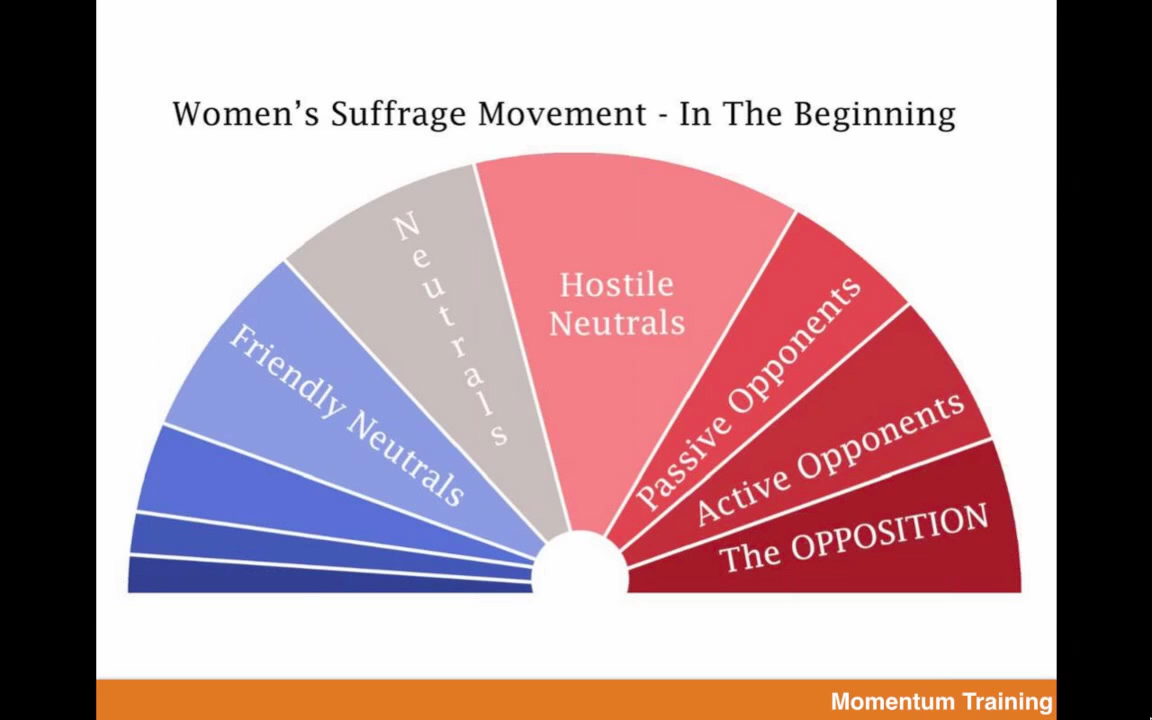 Women’s Suffrage Movement - In The Beginning
Friendly Neutrals
Neutrals
Hostile
Neutrals
Passive Opponents
Active Opponents
The OPPOSITION
Momentum Training